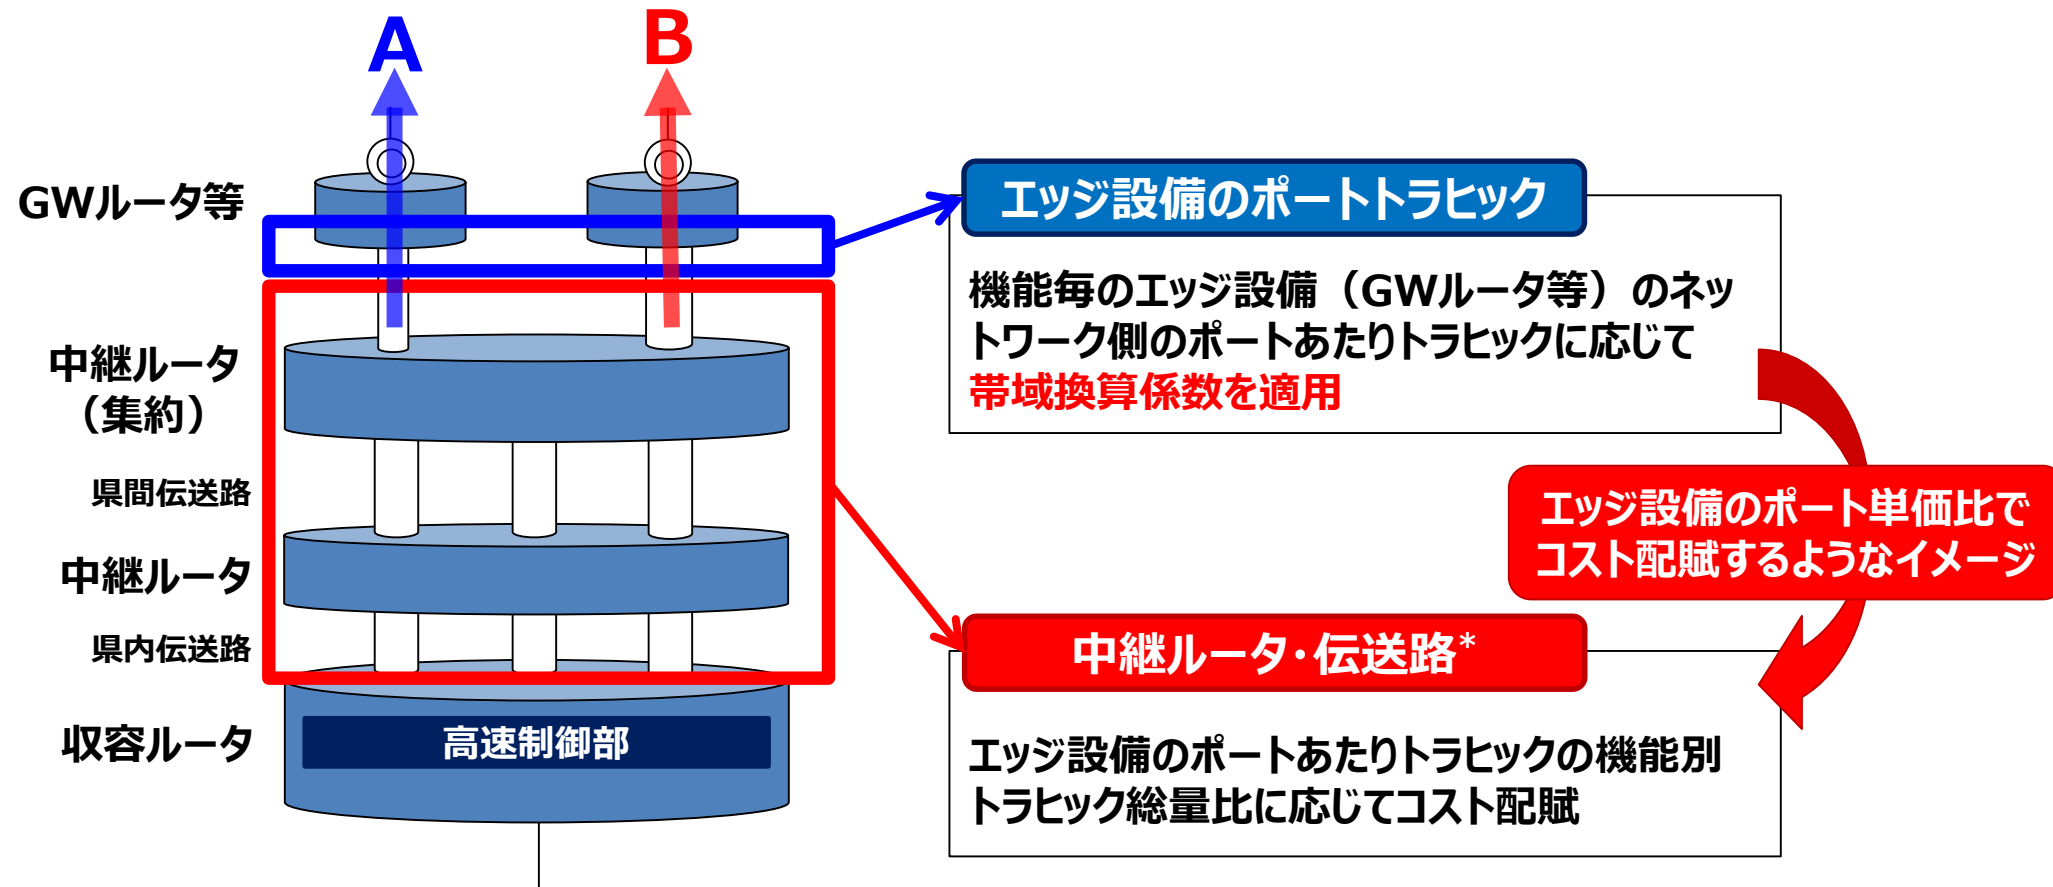 A
B
GWルータ等
中継ルータ
（集約）
県間伝送路
中継ルータ
県内伝送路
収容ルータ
高速制御部
エッジ設備のポートトラヒック
機能毎のエッジ設備（GWルータ等）のネッ
トワーク側のポートあたりトラヒックに応じて
帯域換算係数を適用
エッジ設備のポート単価比で
コスト配賦するようなイメージ
中継ルータ・伝送路*
エッジ設備のポートあたりトラヒックの機能別
トラヒック総量比に応じてコスト配賦